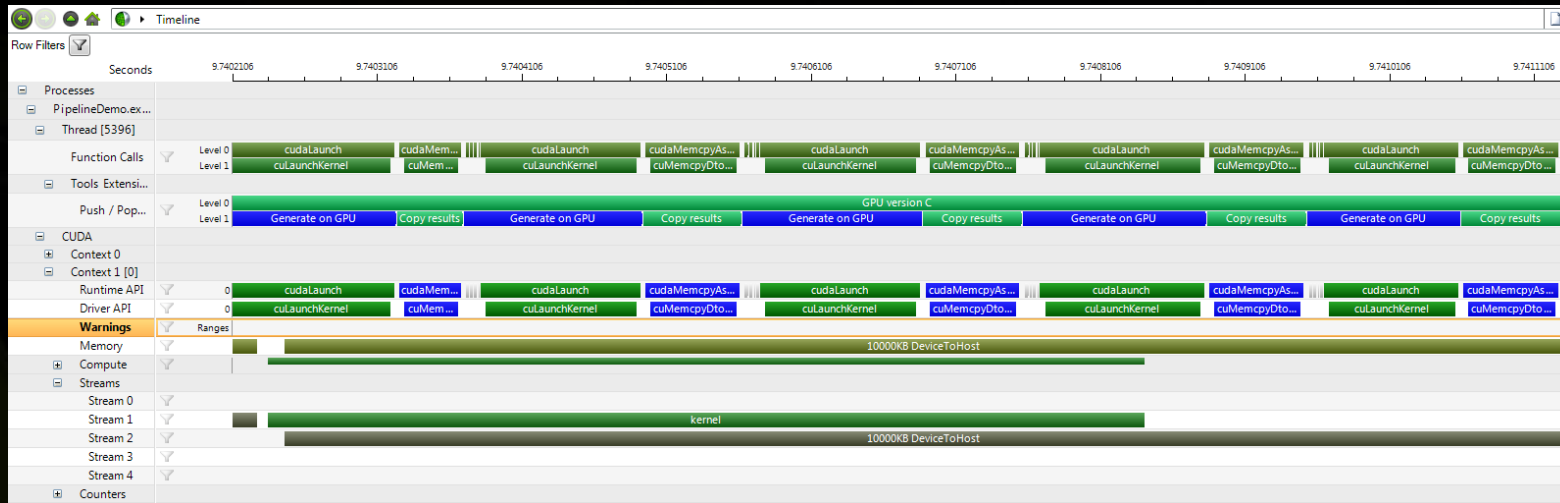 Timeline
Row Filters
Seconds 9.7402106 9.7403106 9.7404106 9.7405106 9.7406106 9.7407106 9.7408106 9.7409106 9.7410106 9.7411106
Processes
PipelineDemo.ex...
Thread [5396]
Function Calls Level 0 cudaLaunch cudaMem... cudaLaunch cudaMemcpyAs... cudaLaunch cudaMemcpyAs... cudaLaunch cudaMemcpyAs... cudaLaunch cudaMemcpyAs...
Level 1 cuLaunchKernel cuMem... cuLaunchKernel cuMemcpyDto... cuLaunchKernel cuMemcpyDto... cuLaunchKernel cuMemcpyDto... cuLaunchKernel cuMemcpyDto...
Tools Extensi...
Push / Pop... Level 0 GPU version C
Level 1 Generate on GPU Copy results Generate on GPU Copy results Generate on GPU Copy results Generate on GPU Copy results Generate on GPU Copy results
CUDA
Context 0
Context 1 [0]
Runtime API 0 cudaLaunch cudaMem... cudaLaunch cudaMemcpyAs... cudaLaunch cudaMemcpyAs... cudaLaunch cudaMemcpyAs... cudaLaunch cudaMemcpyAs...
Driver API 0 cuLaunchKernel cuMem... cuLaunchKernel cuMemcpyDto... cuLaunchKernel cuMemcpyDto... cuLaunchKernel cuMemcpyDto... cuLaunchKernel cuMemcpyDto...
Warnings Ranges
Memory 10000KB DeviceToHost
Compute
Streams
Stream 0
Stream 1 kernel
Stream 2 10000KB DeviceToHost
Stream 3
Stream 4
Counters